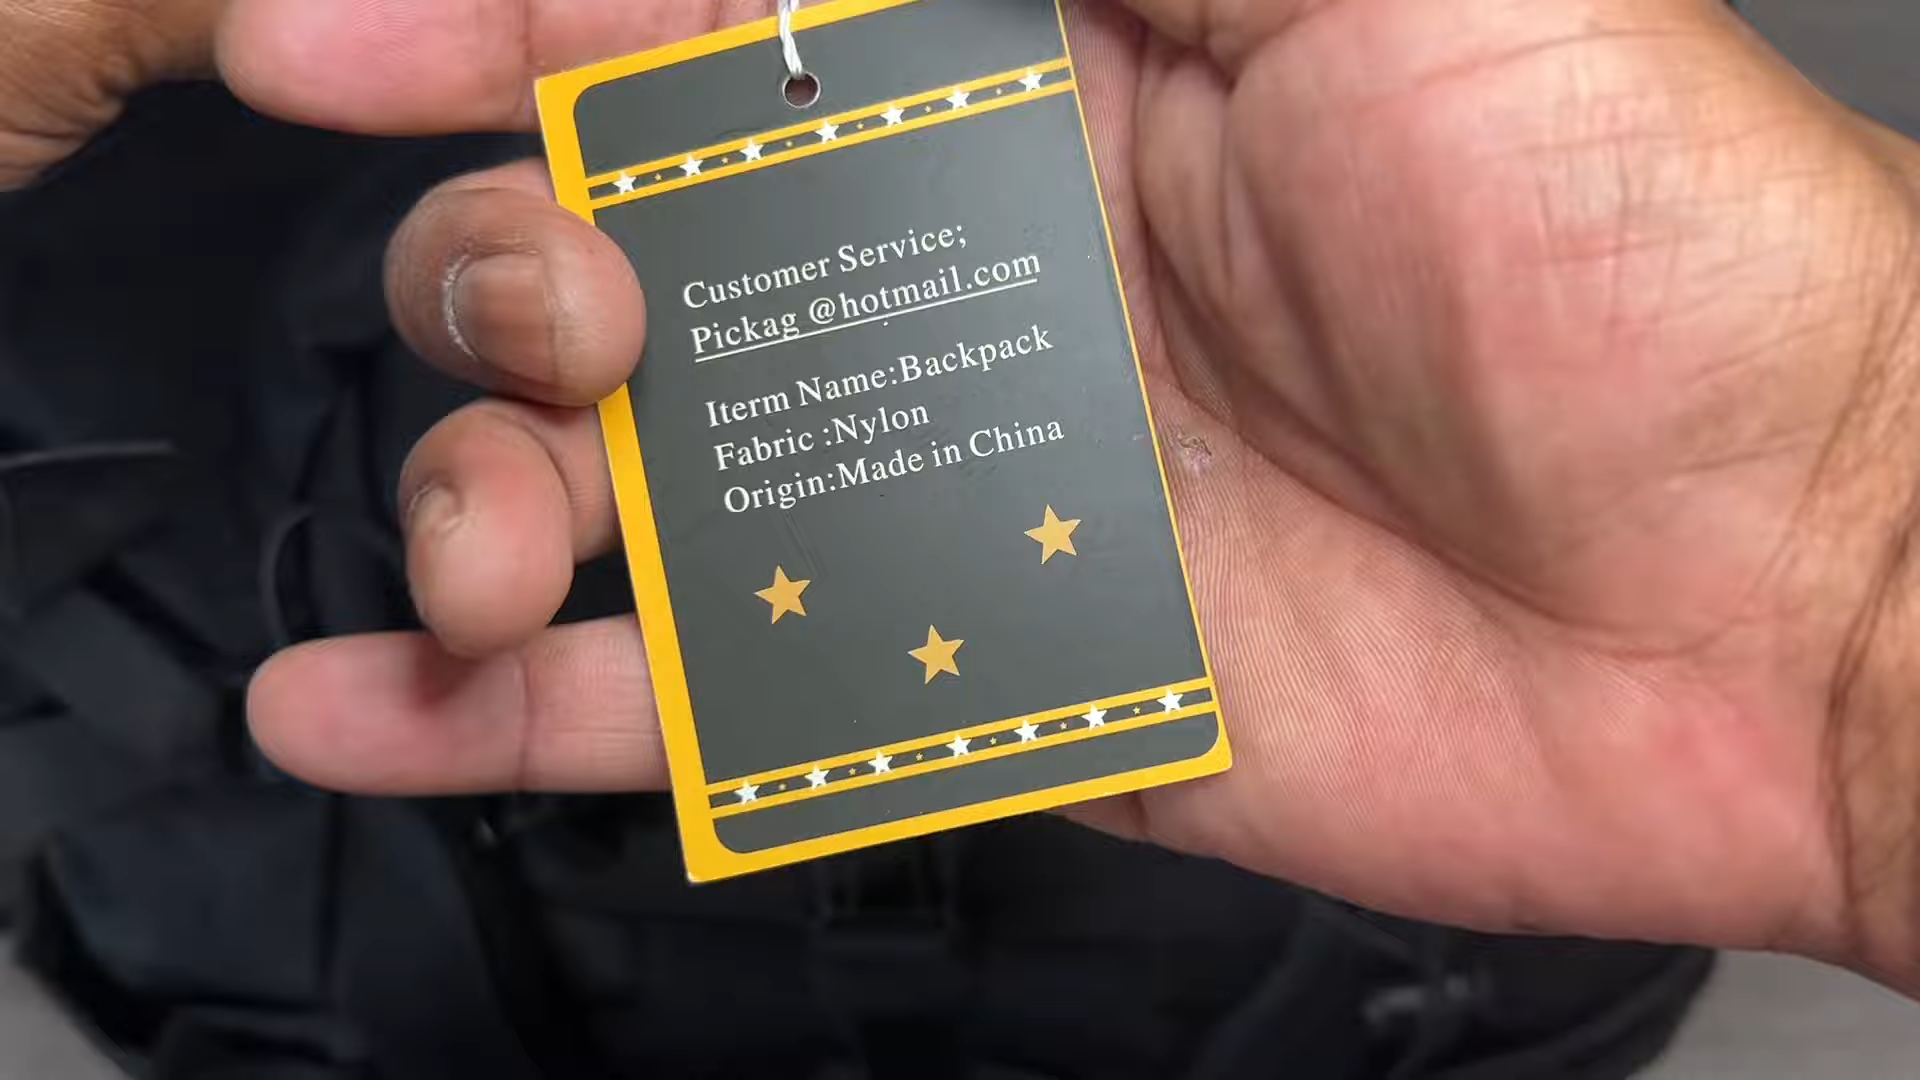 Customer Service;
Pickag @hotmail.com
Iterm Name:Backpack
Fabric :Nylon
Origin:Made in China